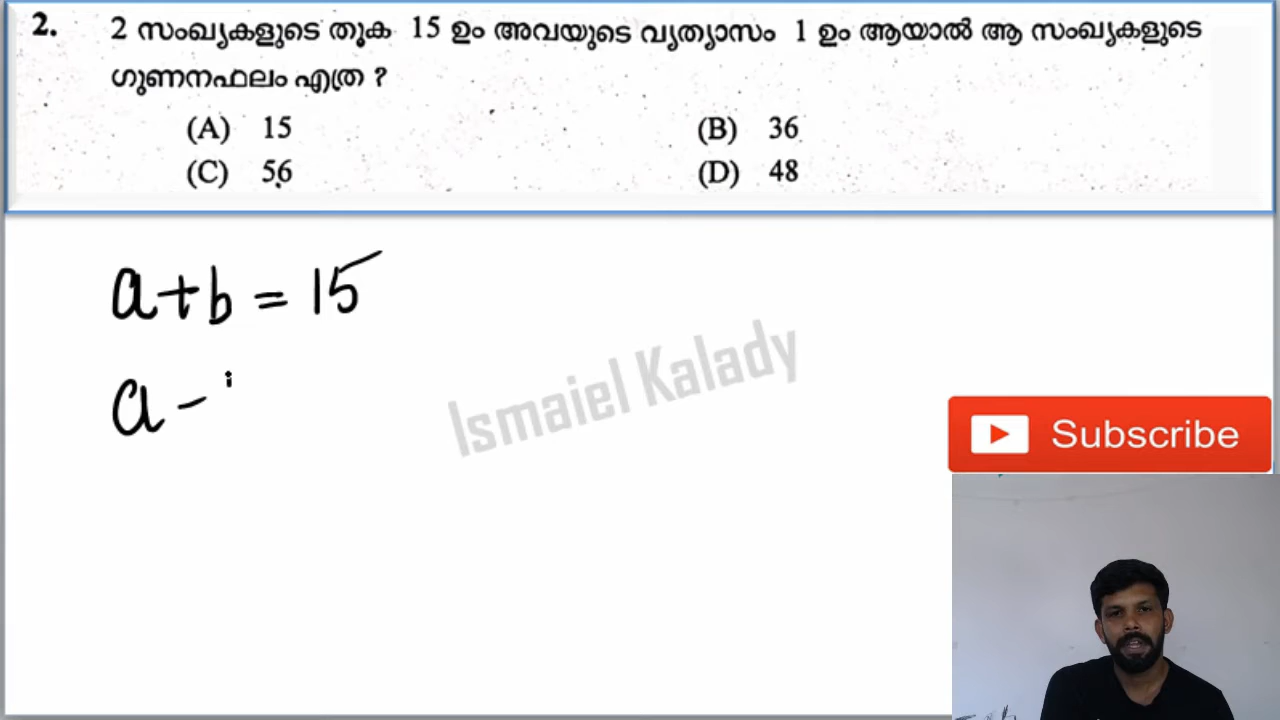 2. 2 സംഖ്യകളുടെ തുക 15 ഉം അവയുടെ വ്യത്യാസം 1 ഉം ആയാൽ ആ സംഖ്യകളുടെ
ഗുണനഫലം എത്ര ?
(A) 15 (B) 36
(C) 56 (D) 48
a+b = 15
a -
Ismaiel Kalady
Subscribe